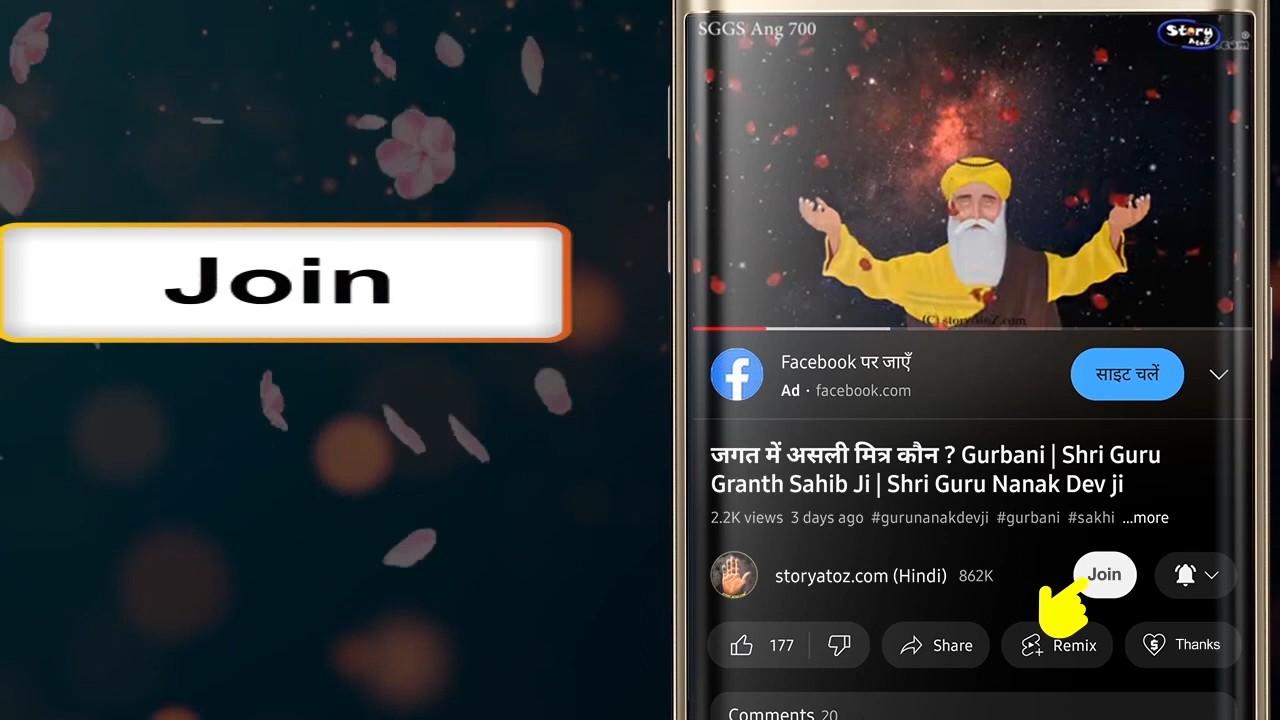 Join
SGGS Ang 700
Story
AtoZ
.com
(C) storyAtoZ.com
Facebook पर जाएँ
Ad · facebook.com
साइट चलें
जगत में असली मित्र कौन ? Gurbani | Shri Guru
Granth Sahib Ji | Shri Guru Nanak Dev ji
2.2K views 3 days ago #gurunanakdevji #gurbani #sakhi ...more
storyatoz.com (Hindi) 862K
Join
177
Share
Remix
Thanks
Comments 20